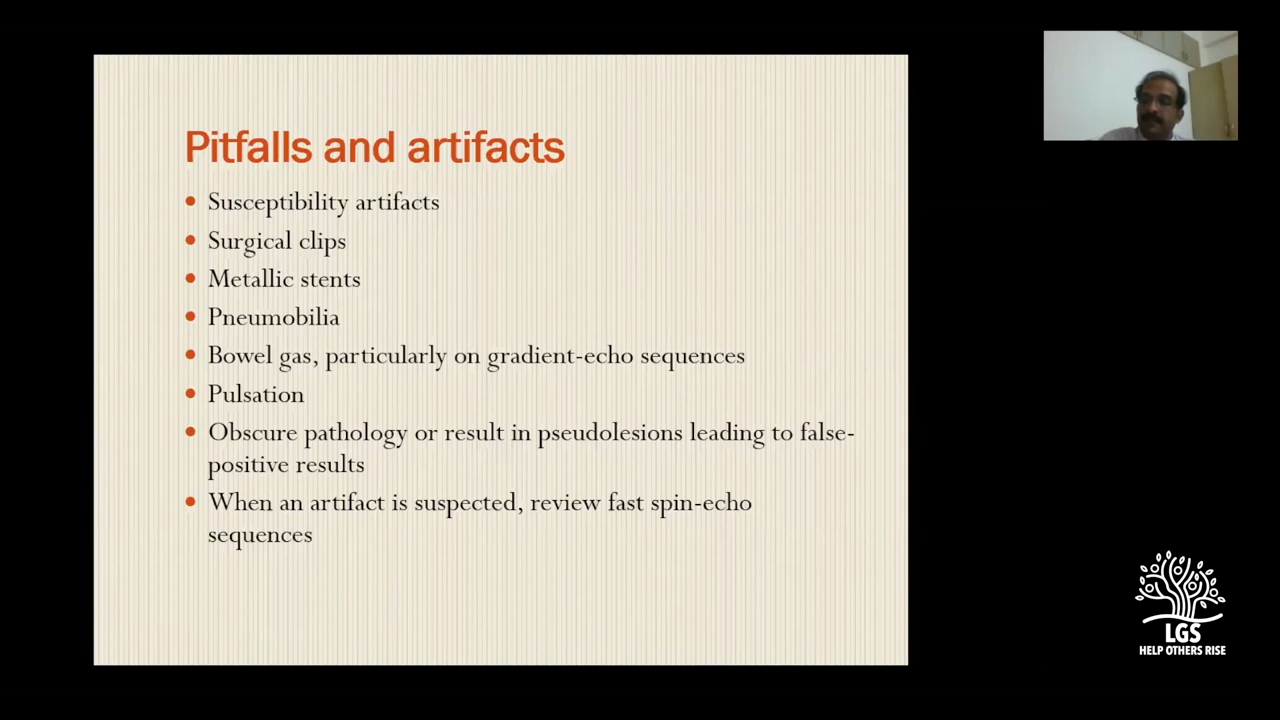 Pitfalls and artifacts
• Susceptibility artifacts
• Surgical clips
• Metallic stents
• Pneumobilia
• Bowel gas, particularly on gradient-echo sequences
• Pulsation
• Obscure pathology or result in pseudolesions leading to false-
positive results
• When an artifact is suspected, review fast spin-echo
sequences
LGS
HELP OTHERS RISE